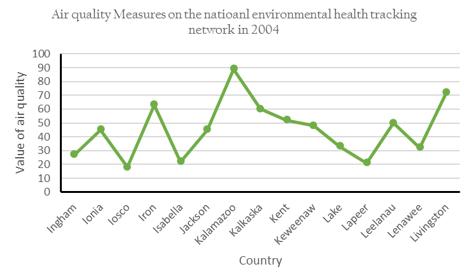 Air quality Measures on the natioanl environmental health tracking
network in 2004
Value of air quality
100
90
80
70
60
50
40
30
20
10
0
Ingham
Ionia
Iosco
Iron
Isabella
Jackson
Kalamazoo
Kalkaska
Kent
Keweenaw
Lake
Lapeer
Leelanau
Lenawee
Livingston
Country